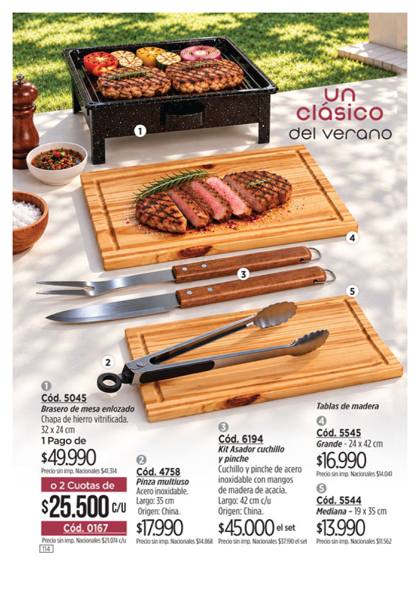 un
clásico
del verano
1
4
3
5
2
1
Cód. 5045
Brasero de mesa enlozado
Chapa de hierro vitrificada.
32 x 24 cm
1 Pago de
$49.990
Precio sin imp. Nacionales $41.314
o 2 Cuotas de
$25.500 c/u
Cód. 0167
Precio sin imp. Nacionales $21.074 c/u
114
2
Cód. 4758
Pinza multiuso
Acero inoxidable.
Largo: 35 cm
Origen: China.
$17.990
Precio sin imp. Nacionales $14.868
3
Cód. 6194
Kit Asador cuchillo
y pinche
Cuchillo y pinche de acero
inoxidable con mangos
de madera de acacia.
Largo: 42 cm c/u
Origen: China.
$45.000 el set
Precio sin imp. Nacionales $37.190 el set
Tablas de madera
4
Cód. 5545
Grande - 24 x 42 cm
$16.990
Precio sin imp. Nacionales $14.041
5
Cód. 5544
Mediana - 19 x 35 cm
$13.990
Precio sin imp. Nacionales $11.562